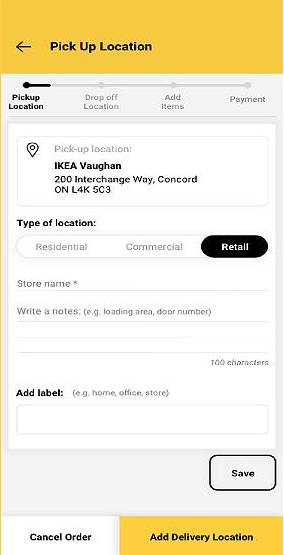 Pick Up Location
Pickup Location
Drop off Location
Add Items
Payment
Pick-up location:
IKEA Vaughan
200 Interchange Way, Concord
ON L4K 5C3
Type of location:
Residential Commercial Retail
Store name *
Write a notes: (e.g. loading area, door number)
100 characters
Add label: (e.g. home, office, store)
Save
Cancel Order Add Delivery Location